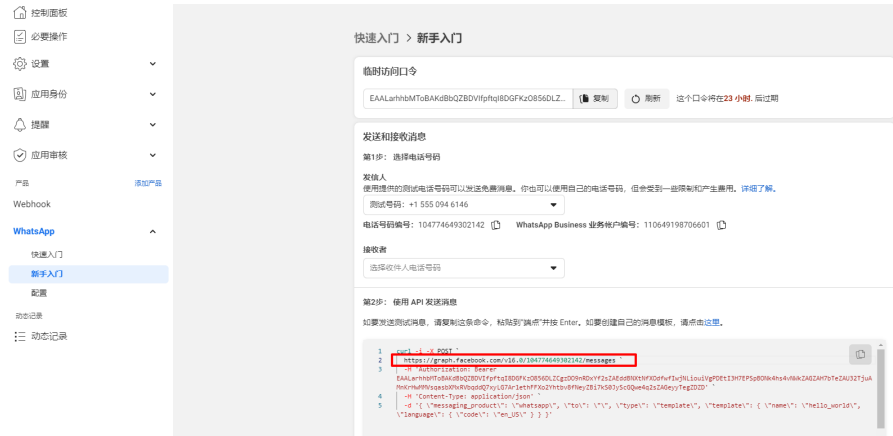 控制面板
必要操作
设置
应用身份
提醒
应用审核
产品 添加产品
Webhook
WhatsApp
快速入门
新手入门
配置
动态记录
动态记录
快速入门 > 新手入门
临时访问口令
复制 刷新 这个口令将在23 小时. 后过期
发送和接收消息
第1步： 选择电话号码
发信人
使用提供的测试电话号码可以发送免费消息。你也可以使用自己的电话号码，但会受到一些限制和产生费用。详细了解。
测试号码： +1 555 094 6146
电话号码编号： 104774649302142 WhatsApp Business 业务帐户编号： 110649198706601
接收者
选择收件人电话号码
第2步： 使用 API 发送消息
如要发送测试消息，请复制这条命令，粘贴到“端点”并按 Enter。如要创建自己的消息模板，请点击这里。
1 curl -i -X POST `
2 https://graph.facebook.com/v16.0/104774649302142/messages `
3 -H 'Authorization: Bearer
4 -H 'Content-Type: application/json' `
5 -d '{ \"messaging_product\": \"whatsapp\", \"to\": \"\", \"type\": \"template\", \"template\": { \"name\": \"hello_world\",
\"language\": { \"code\": \"en_US\" } } }'